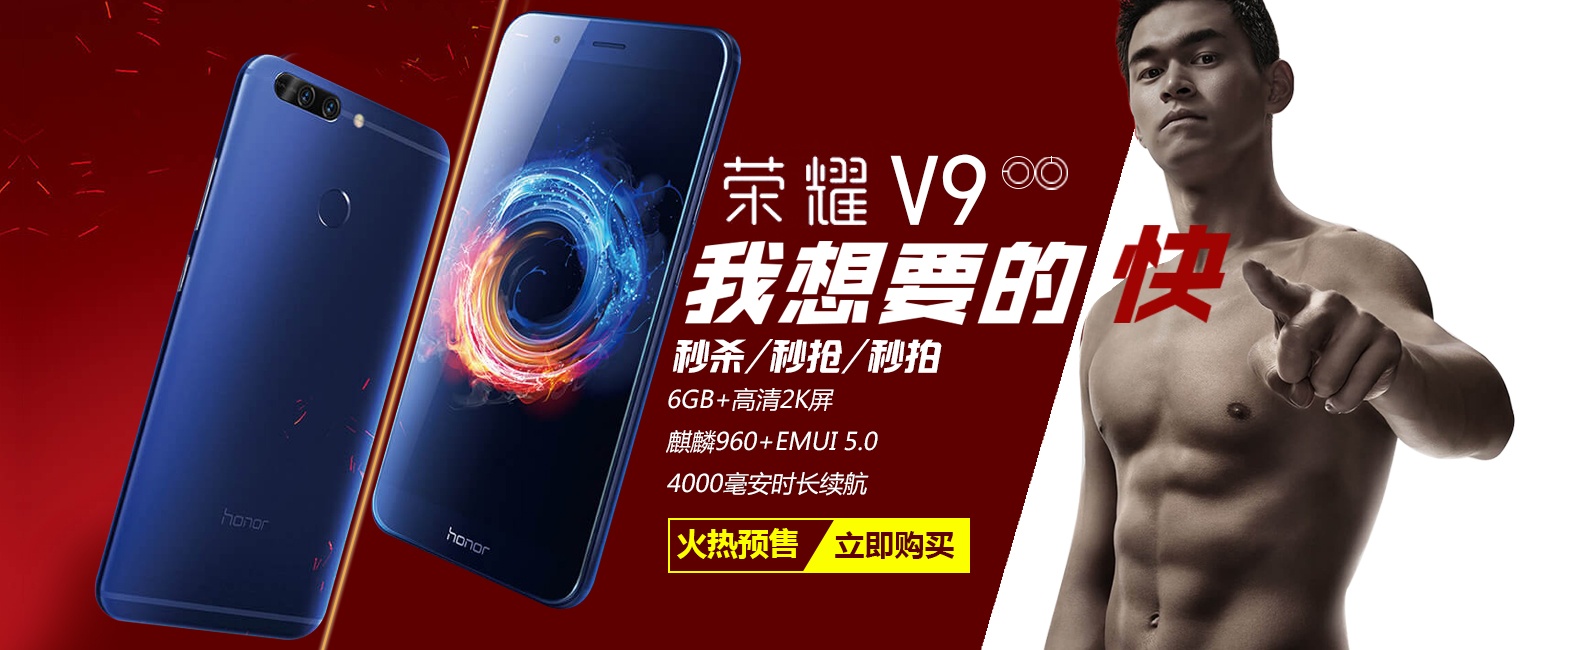 荣耀 V9
我想要的 快
秒杀/秒抢/秒拍
6GB+高清2K屏
麒麟960+EMUI 5.0
4000毫安时长续航
火热预售 立即购买
honor
honor